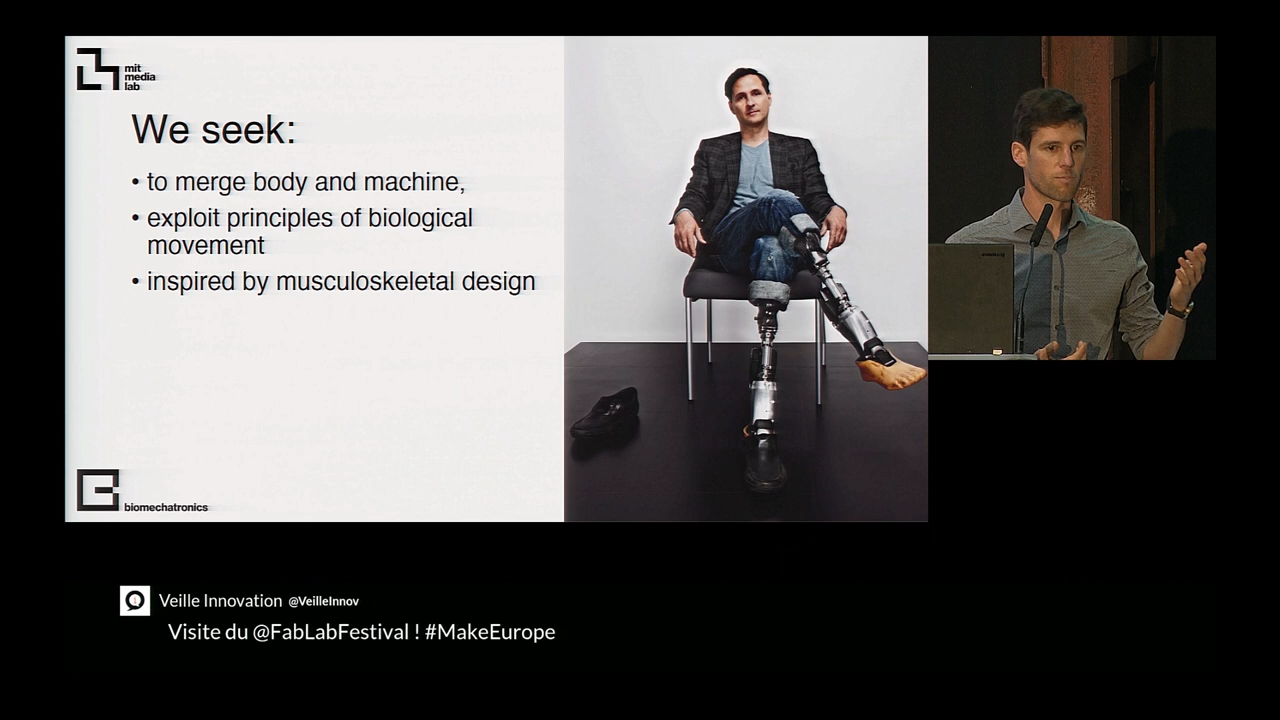 mit
media
lab
We seek:
• to merge body and machine,
• exploit principles of biological
movement
• inspired by musculoskeletal design
biomechatronics
Veille Innovation @VeilleInnov
Visite du @FabLabFestival ! #MakeEurope